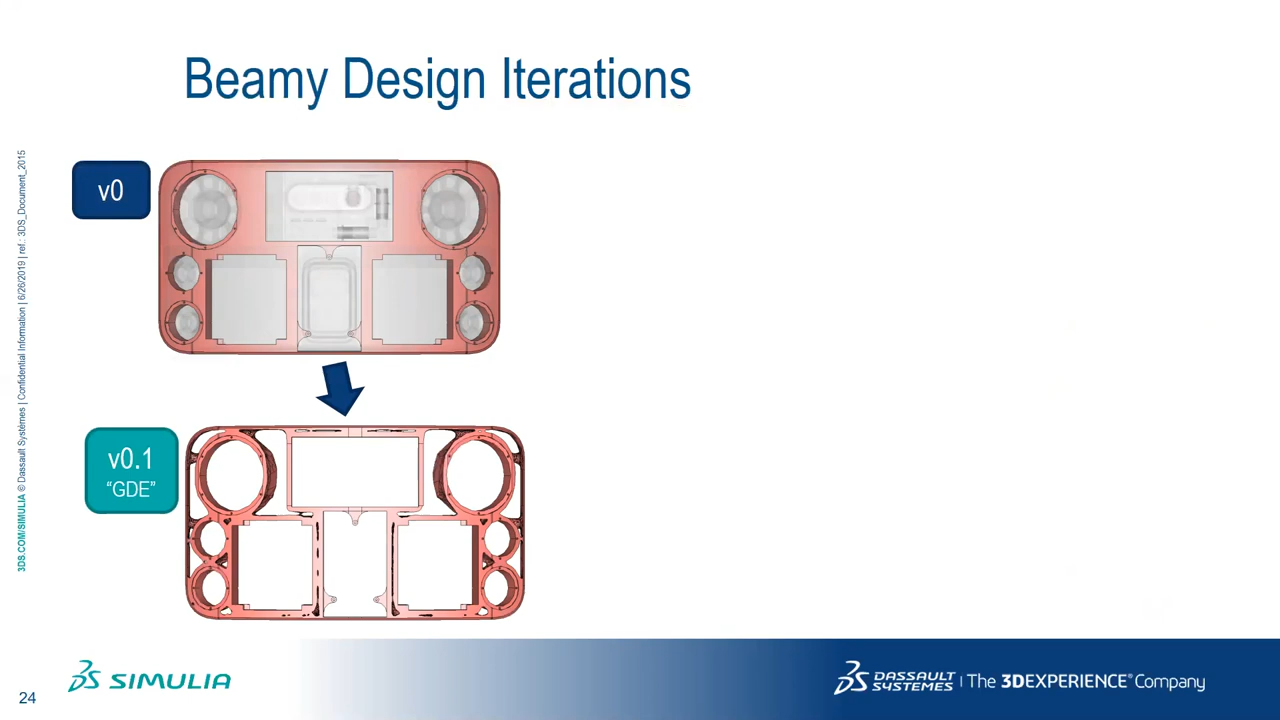 Beamy Design Iterations
v0
v0.1
“GDE”
3DS.COM/SIMULIA © Dassault Systèmes | Confidential Information | 6/26/2019 | ref.: 3DS_Document_2015
24
SIMULIA
DASSAULT SYSTEMES | The 3DEXPERIENCE® Company